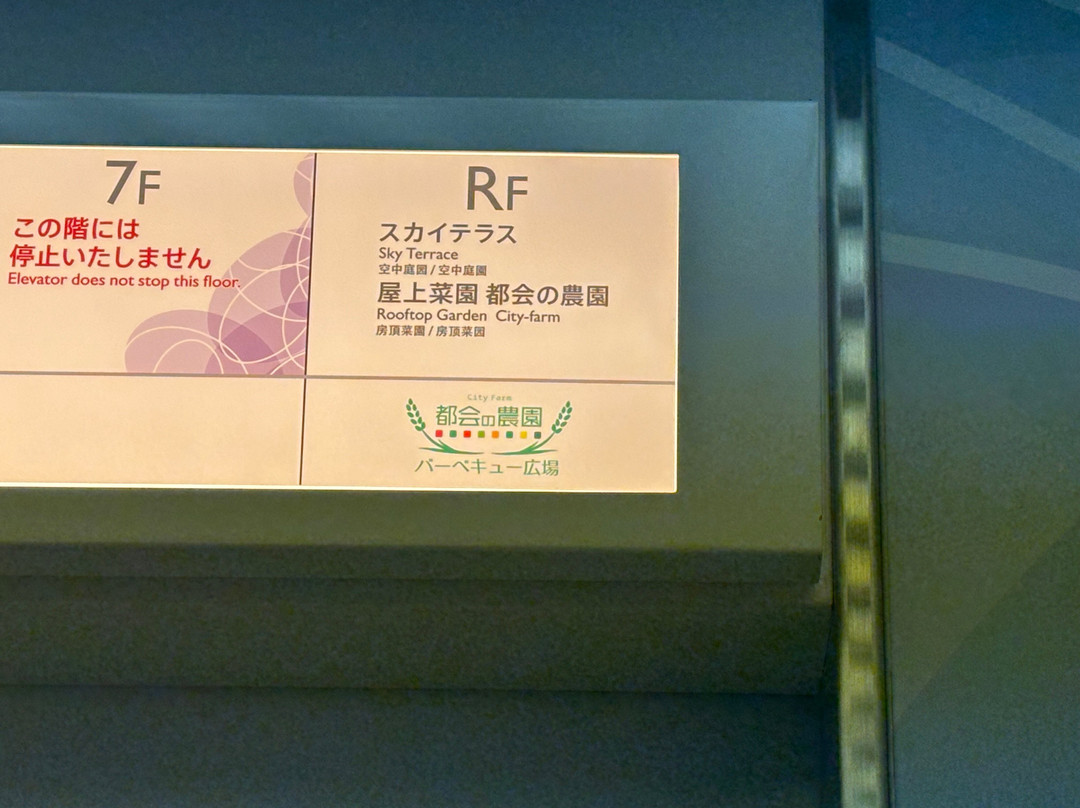 7F
この階には
停止いたしません
Elevator does not stop this floor.
RF
スカイテラス
Sky Terrace
空中庭园 / 空中庭園
屋上菜園 都会の農園
Rooftop Garden City-farm
房頂菜園 / 房顶菜园
City Farm
都会の農園
バーベキュー広場